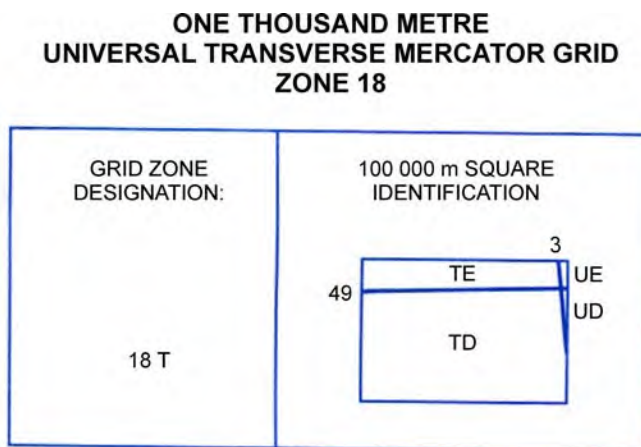 ONE THOUSAND METRE
UNIVERSAL TRANSVERSE MERCATOR GRID
ZONE 18
GRID ZONE
DESIGNATION:
18 T
100 000 m SQUARE
IDENTIFICATION
3
TE
UE
49
UD
TD